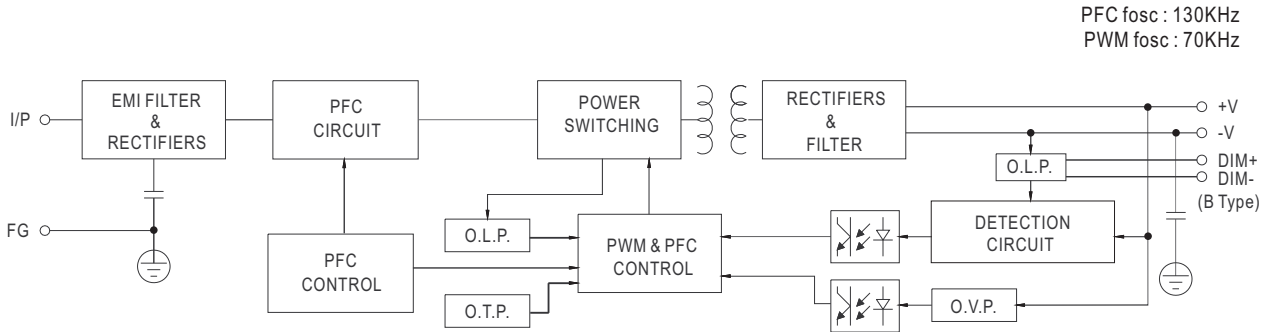 PFC fosc : 130KHz
PWM fosc : 70KHz
I/P
EMI FILTER
&
RECTIFIERS
PFC
CIRCUIT
POWER
SWITCHING
RECTIFIERS
&
FILTER
+V
-V
O.L.P.
DIM+
DIM-
(B Type)
FG
PFC
CONTROL
O.L.P.
O.T.P.
PWM & PFC
CONTROL
DETECTION
CIRCUIT
O.V.P.